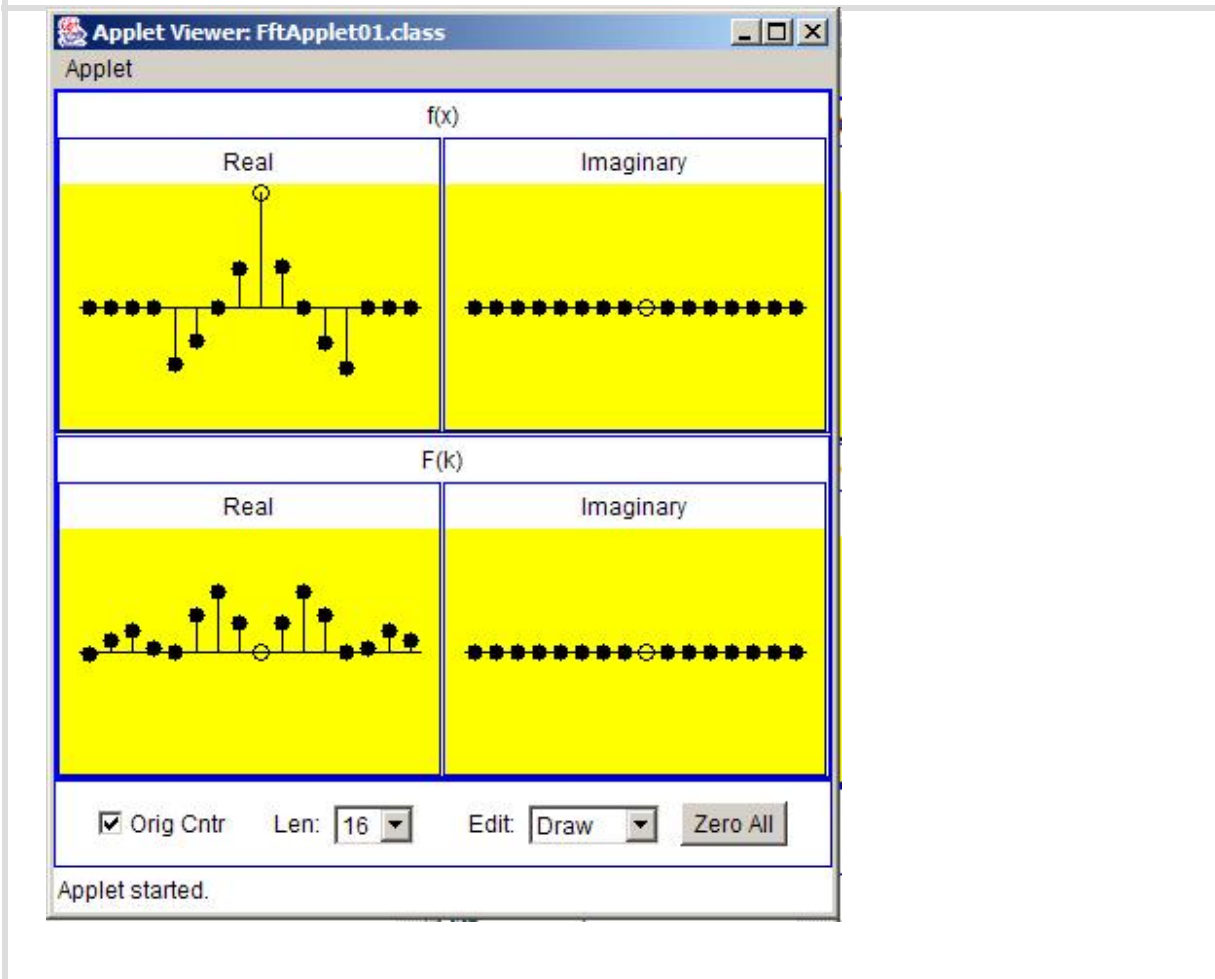 Applet Viewer: FftApplet01.class
Applet
f(x)
Real Imaginary
F(k)
Real Imaginary
Orig Cntr Len: 16 Edit: Draw Zero All
Applet started.